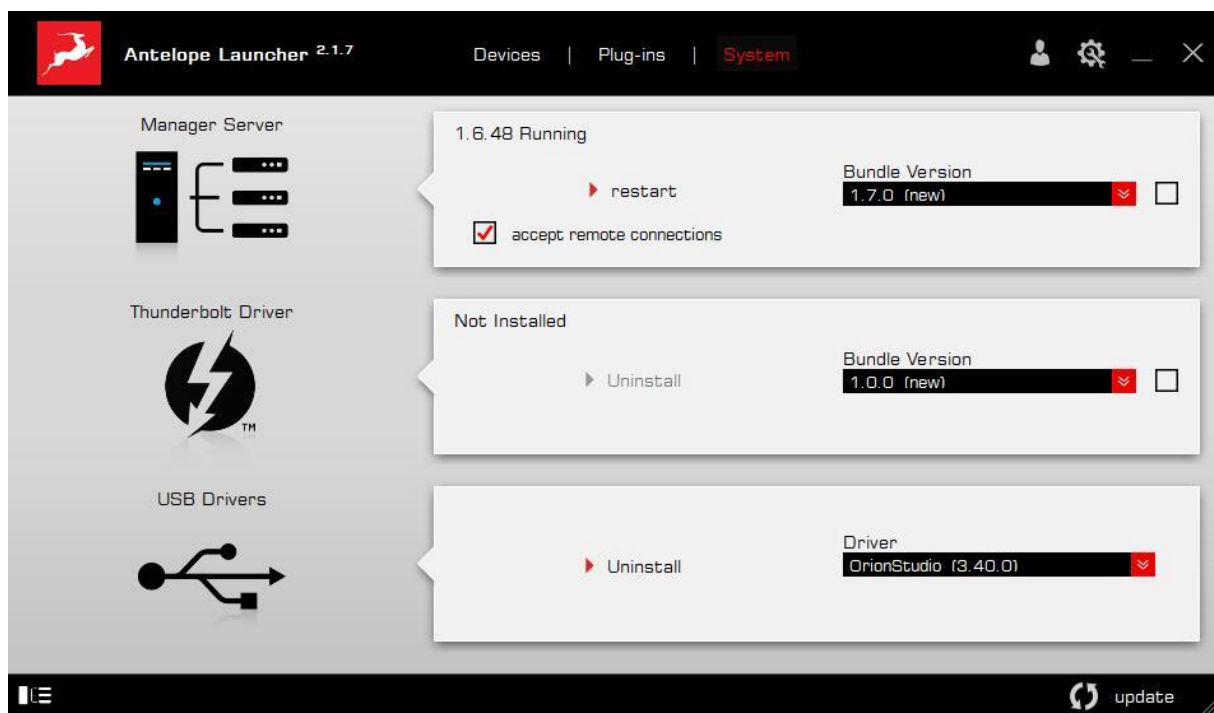 Antelope Launcher 2.1.7
Devices | Plug-ins | System
Manager Server
1.6.48 Running
restart
Bundle Version
1.7.0 (new)
accept remote connections
Thunderbolt Driver
TM
Not Installed
Uninstall
Bundle Version
1.0.0 (new)
USB Drivers
Uninstall
Driver
OrionStudio (3.40.0)
update